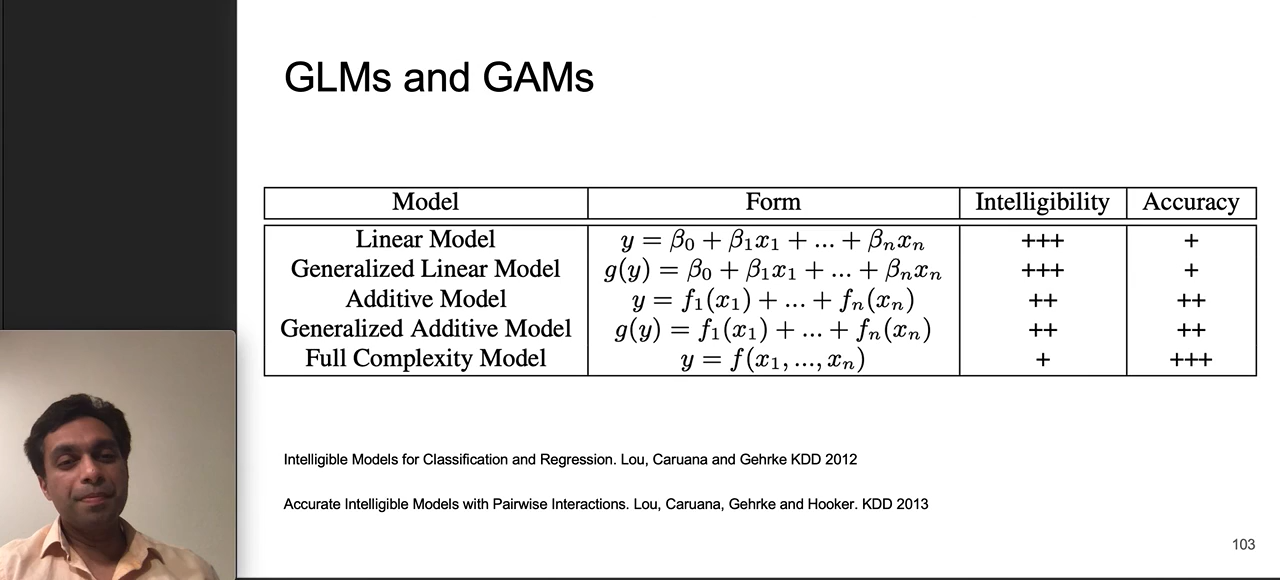 GLMs and GAMs
Model Form Intelligibility Accuracy
Linear Model y = β₀ + β₁x₁ + ... + βₙxₙ +++ +
Generalized Linear Model g(y) = β₀ + β₁x₁ + ... + βₙxₙ +++ +
Additive Model y = f₁(x₁) + ... + fₙ(xₙ) ++ ++
Generalized Additive Model g(y) = f₁(x₁) + ... + fₙ(xₙ) ++ ++
Full Complexity Model y = f(x₁, ..., xₙ) + +++
Intelligible Models for Classification and Regression. Lou, Caruana and Gehrke KDD 2012
Accurate Intelligible Models with Pairwise Interactions. Lou, Caruana, Gehrke and Hooker. KDD 2013
103